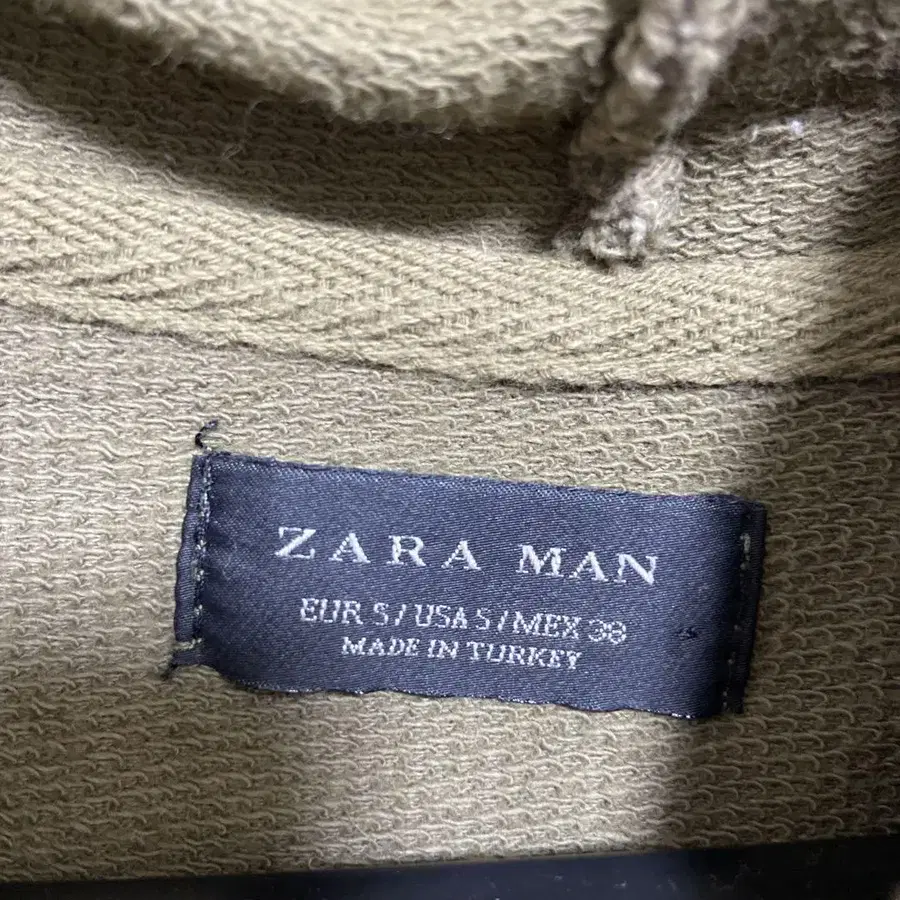 ZARA MAN
EUR S / USA S / MEX 38
MADE IN TURKEY